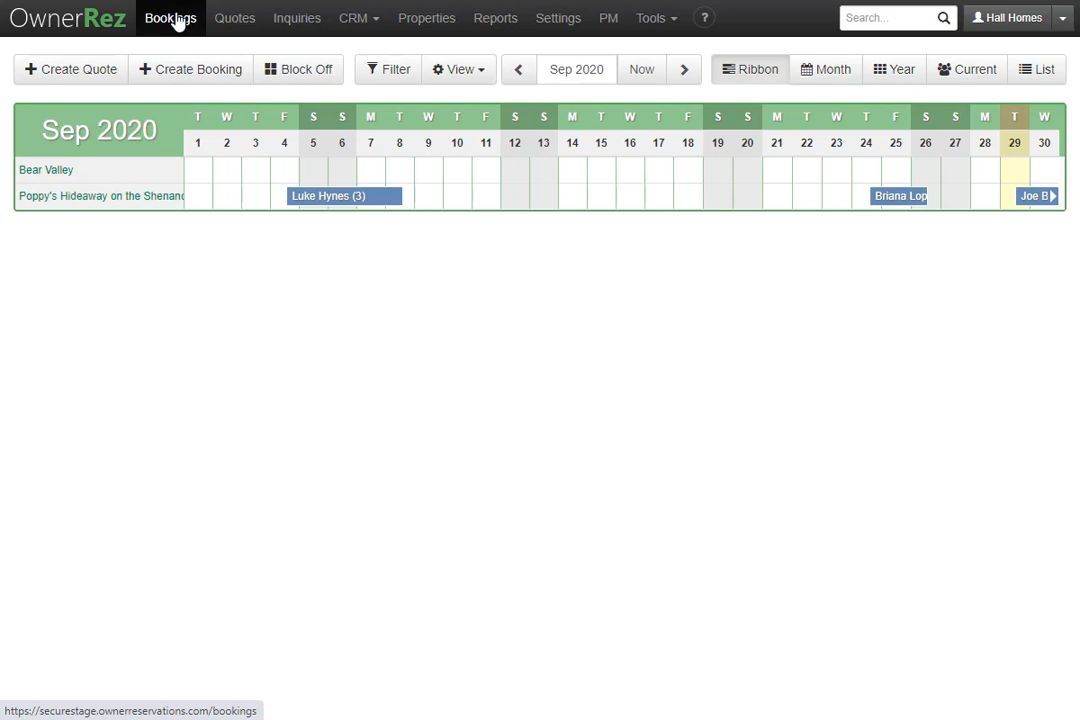 OwnerRez Bookings Quotes Inquiries CRM Properties Reports Settings PM Tools ? Search... Hall Homes
Create Quote Create Booking Block Off Filter View Sep 2020 Now Ribbon Month Year Current List
Sep 2020 T W T F S S M T W T F S S M T W T F S S M T W T F S S M T W
1 2 3 4 5 6 7 8 9 10 11 12 13 14 15 16 17 18 19 20 21 22 23 24 25 26 27 28 29 30
Bear Valley
Poppy's Hideaway on the Shenand Luke Hynes (3) Briana Lop Joe B
https://securestage.ownerreservations.com/bookings